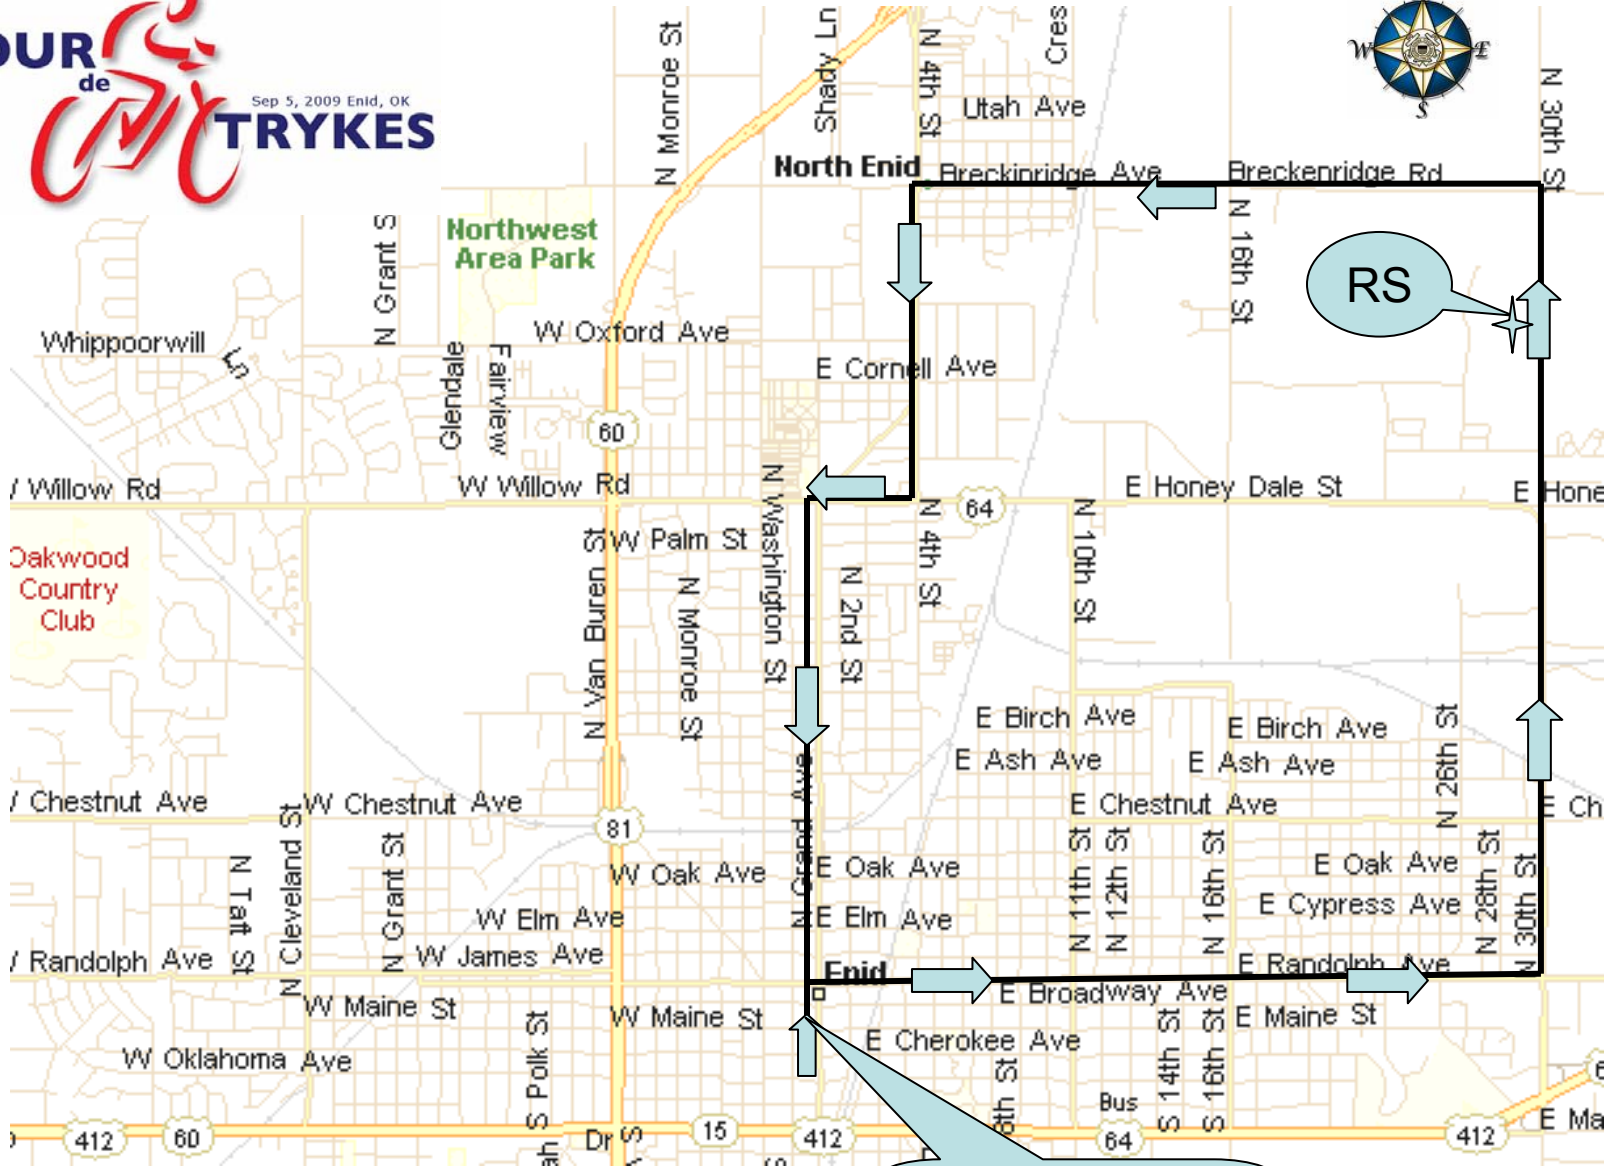 OUR
de
Sep 5, 2009 Enid, OK
TRYKES
W
E
S
N Monroe St
Shady Ln
N 4th St
Cres
Utah Ave
N 30th St
North Enid
Breckinridge Ave
Breckenridge Rd
N Grant S
Northwest
Area Park
N 16th St
RS
Whippoorwill
Ln
W Oxford Ave
Glendale
Fairview
E Cornell Ave
60
Willow Rd
W Willow Rd
N Washington St
64
E Honey Dale St
E Hone
Oakwood
Country
Club
N Van Buren St
W Palm St
N Monroe St
N 2nd St
N 4th St
N 10th St
E Birch Ave
E Birch Ave
N 26th St
E Ash Ave
E Ash Ave
Chestnut Ave
W Chestnut Ave
81
E Chestnut Ave
E Ch
N Grand Ave
N Taft St
N Cleveland St
N Grant St
W Oak Ave
E Oak Ave
N 11th St
N 12th St
N 16th St
E Oak Ave
N 28th St
N 30th St
W Elm Ave
E Elm Ave
E Cypress Ave
Randolph Ave
W James Ave
Enid
E Randolph Ave
W Maine St
W Maine St
E Broadway Ave
E Maine St
E Cherokee Ave
W Oklahoma Ave
S Polk St
8th St
S 14th St
S 16th St
Bus
64
412
60
Dr
S
15
412
412
6
E Ma
ah